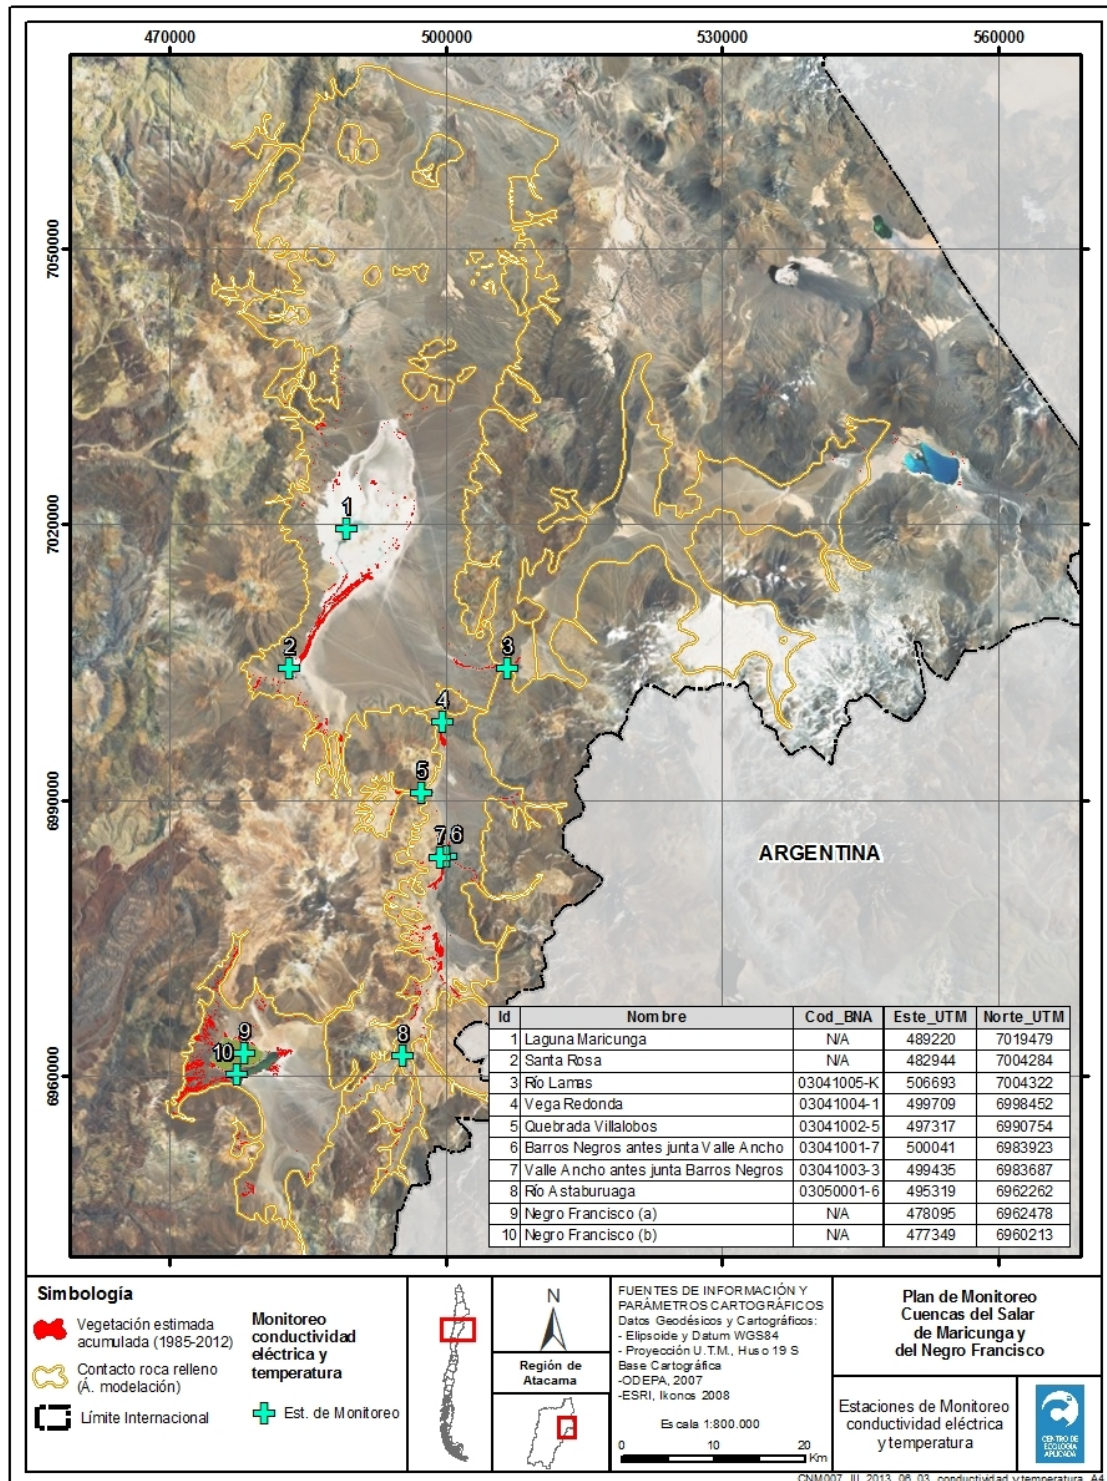 470000 500000 530000 560000
7050000
7020000
6990000
6960000
1
2
3
4
5
7 6
8
9
10
ARGENTINA
Id Nombre Cod_BNA Este_UTM Norte_UTM
1 Laguna Maricunga N/A 489220 7019479
2 Santa Rosa N/A 482944 7004284
3 Río Lamas 03041005-K 506693 7004322
4 Vega Redonda 03041004-1 499709 6998452
5 Quebrada Villalobos 03041002-5 497317 6990754
6 Barros Negros antes junta Valle Ancho 03041001-7 500041 6983923
7 Valle Ancho antes junta Barros Negros 03041003-3 499435 6983687
8 Río Astaburuaga 03050001-6 495319 6962262
9 Negro Francisco (a) N/A 478095 6962478
10 Negro Francisco (b) N/A 477349 6960213
Simbología
Vegetación estimada
acumulada (1985-2012)
Contacto roca relleno
(Á. modelación)
Límite Internacional
Monitoreo
conductividad
eléctrica y
temperatura
Est. de Monitoreo
N
Región de
Atacama
FUENTES DE INFORMACIÓN Y
PARÁMETROS CARTOGRÁFICOS
Datos Geodésicos y Cartográficos:
- Elipsoide y Datum WGS84
- Proyección U.T.M., Huso 19 S
Base Cartográfica
-ODEPA, 2007
-ESRI, Ikonos 2008
Escala 1:800.000
0 10 20
Km
Plan de Monitoreo
Cuencas del Salar
de Maricunga y
del Negro Francisco
Estaciones de Monitoreo
conductividad eléctrica
y temperatura
CENTRO DE
ECOLOGÍA
APLICADA
CNM007_III_2013_06_03_conductividad y temperatura_A4